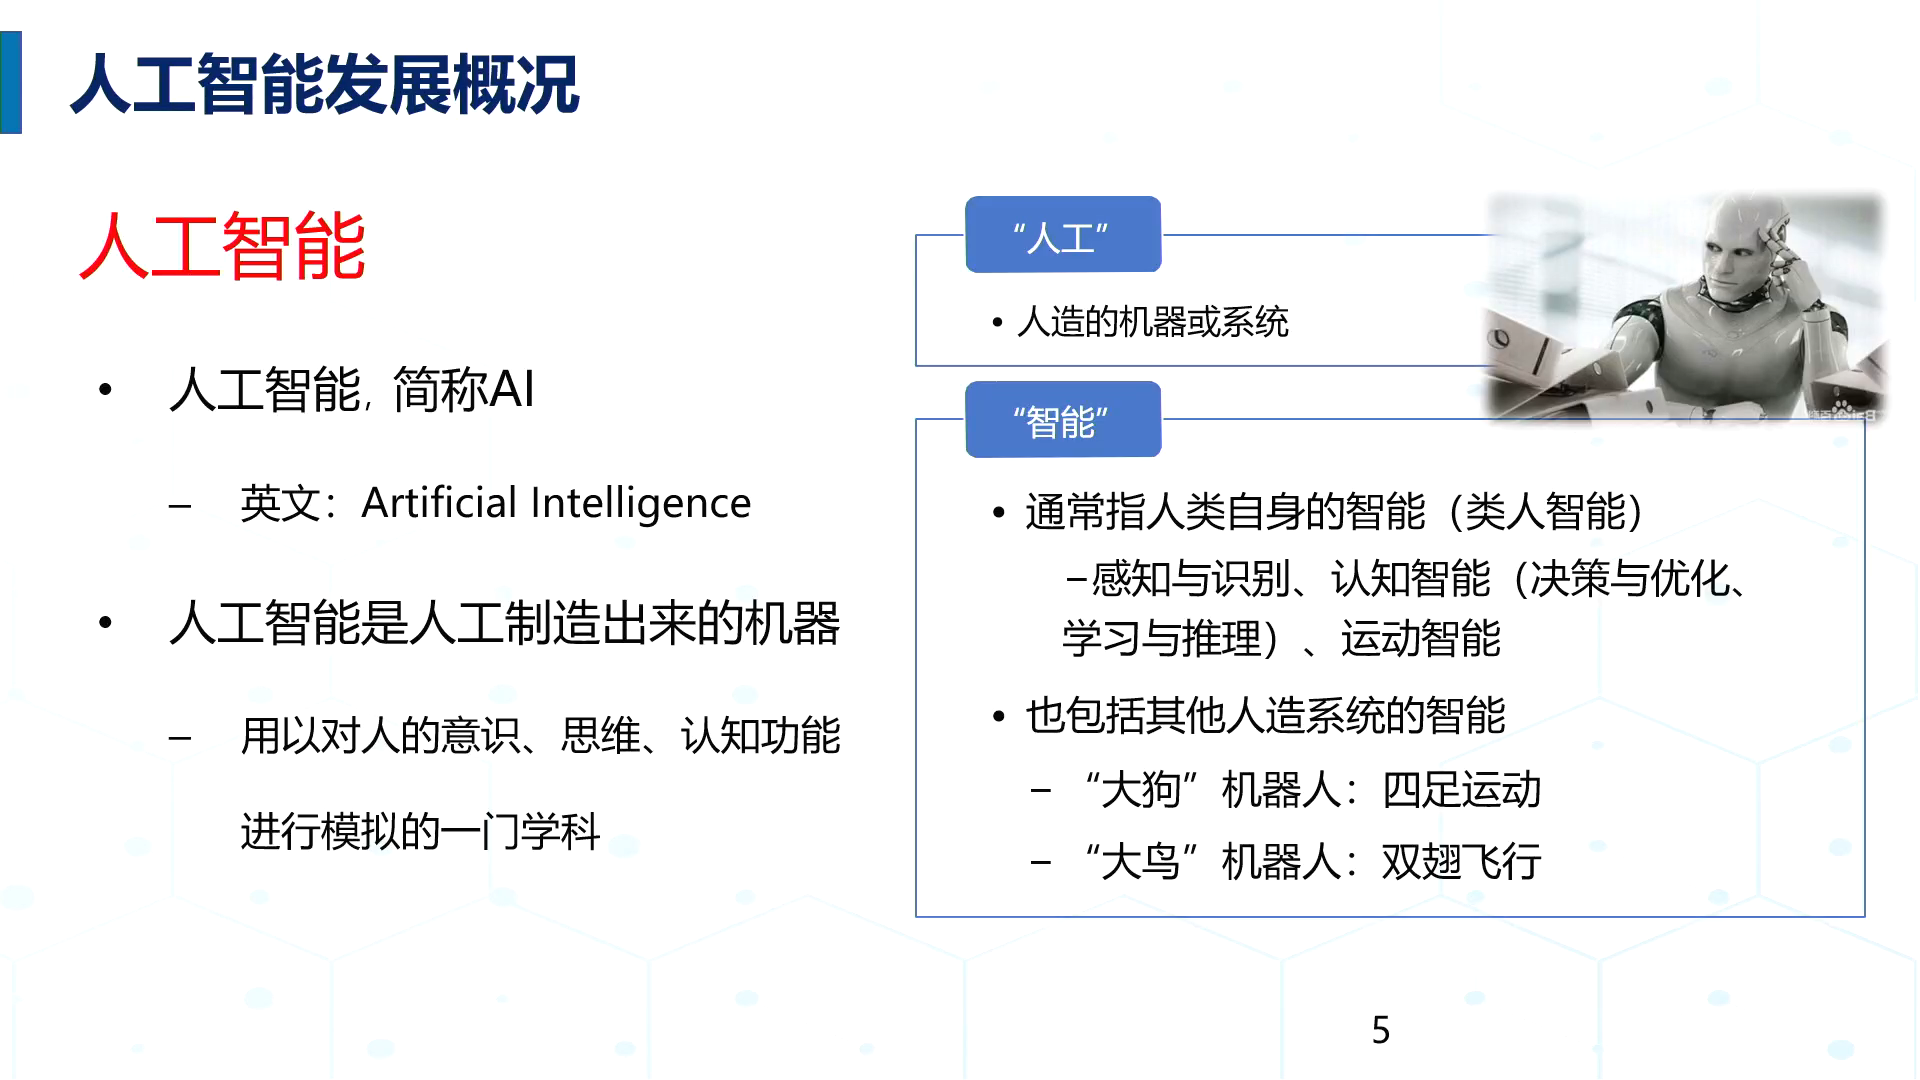 人工智能发展概况
人工智能
• 人工智能，简称AI
– 英文：Artificial Intelligence
• 人工智能是人工制造出来的机器
– 用以对人的意识、思维、认知功能
进行模拟的一门学科
“人工”
• 人造的机器或系统
“智能”
• 通常指人类自身的智能（类人智能）
–感知与识别、认知智能（决策与优化、
学习与推理）、运动智能
• 也包括其他人造系统的智能
– “大狗”机器人：四足运动
– “大鸟”机器人：双翅飞行
5